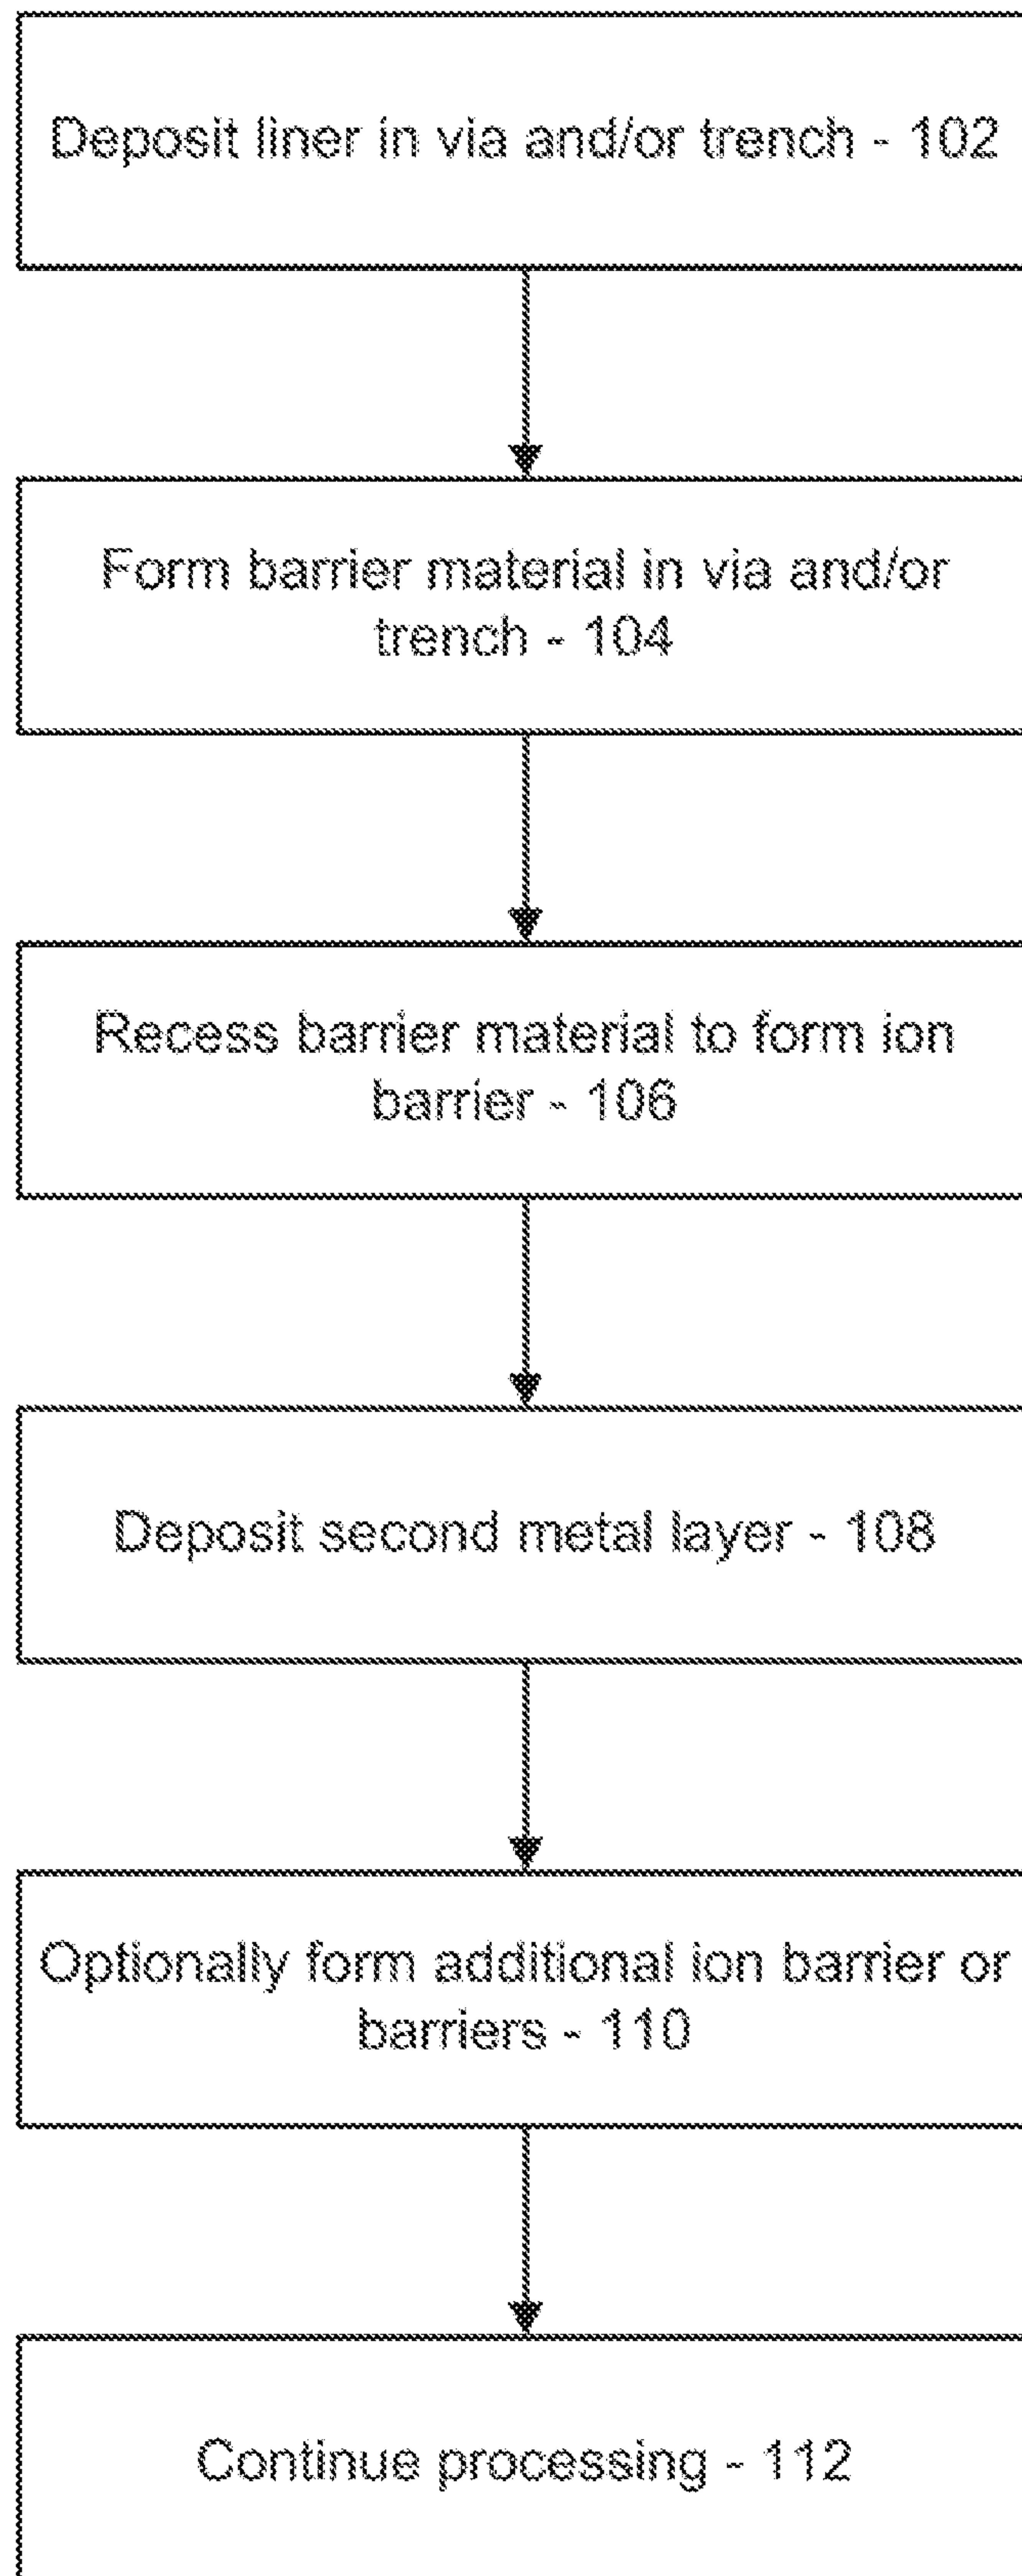 Deposit liner in via and/or trench - 102
Form barrier material in via and/or
trench - 104
Recess barrier material to form ion
barrier - 106
Deposit second metal layer - 108
Optionally form additional ion barrier or
barriers - 110
Continue processing - 112